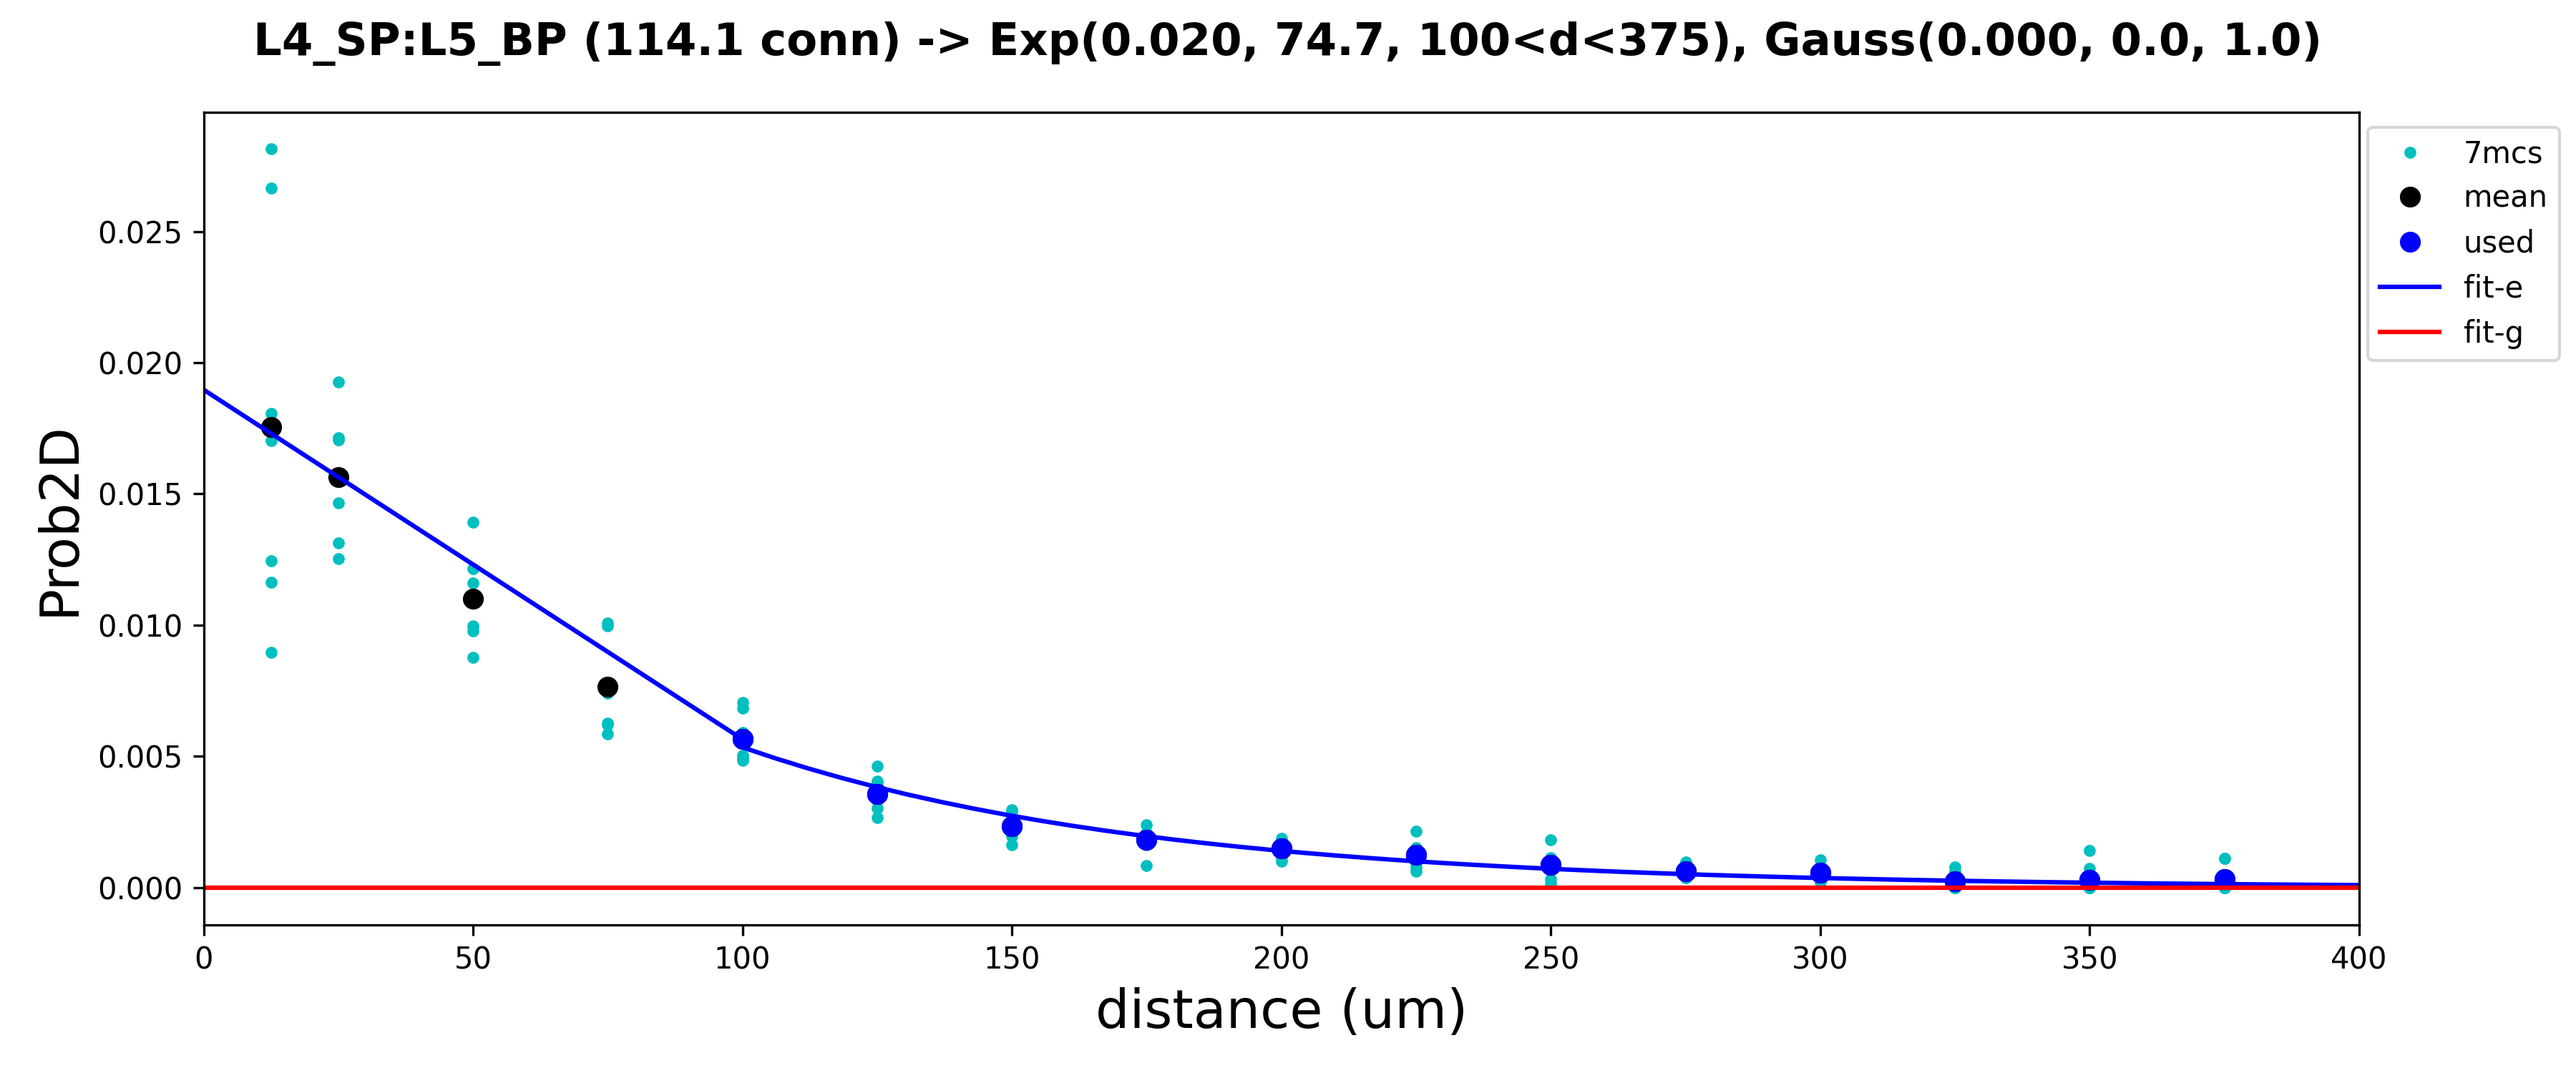 L4_SP:L5_BP (114.1 conn) -> Exp(0.020, 74.7, 100<d<375), Gauss(0.000, 0.0, 1.0)
7mcs
mean
used
fit-e
fit-g
0.025
0.020
0.015
0.010
0.005
0.000
Prob2D
0 50 100 150 200 250 300 350 400
distance (um)